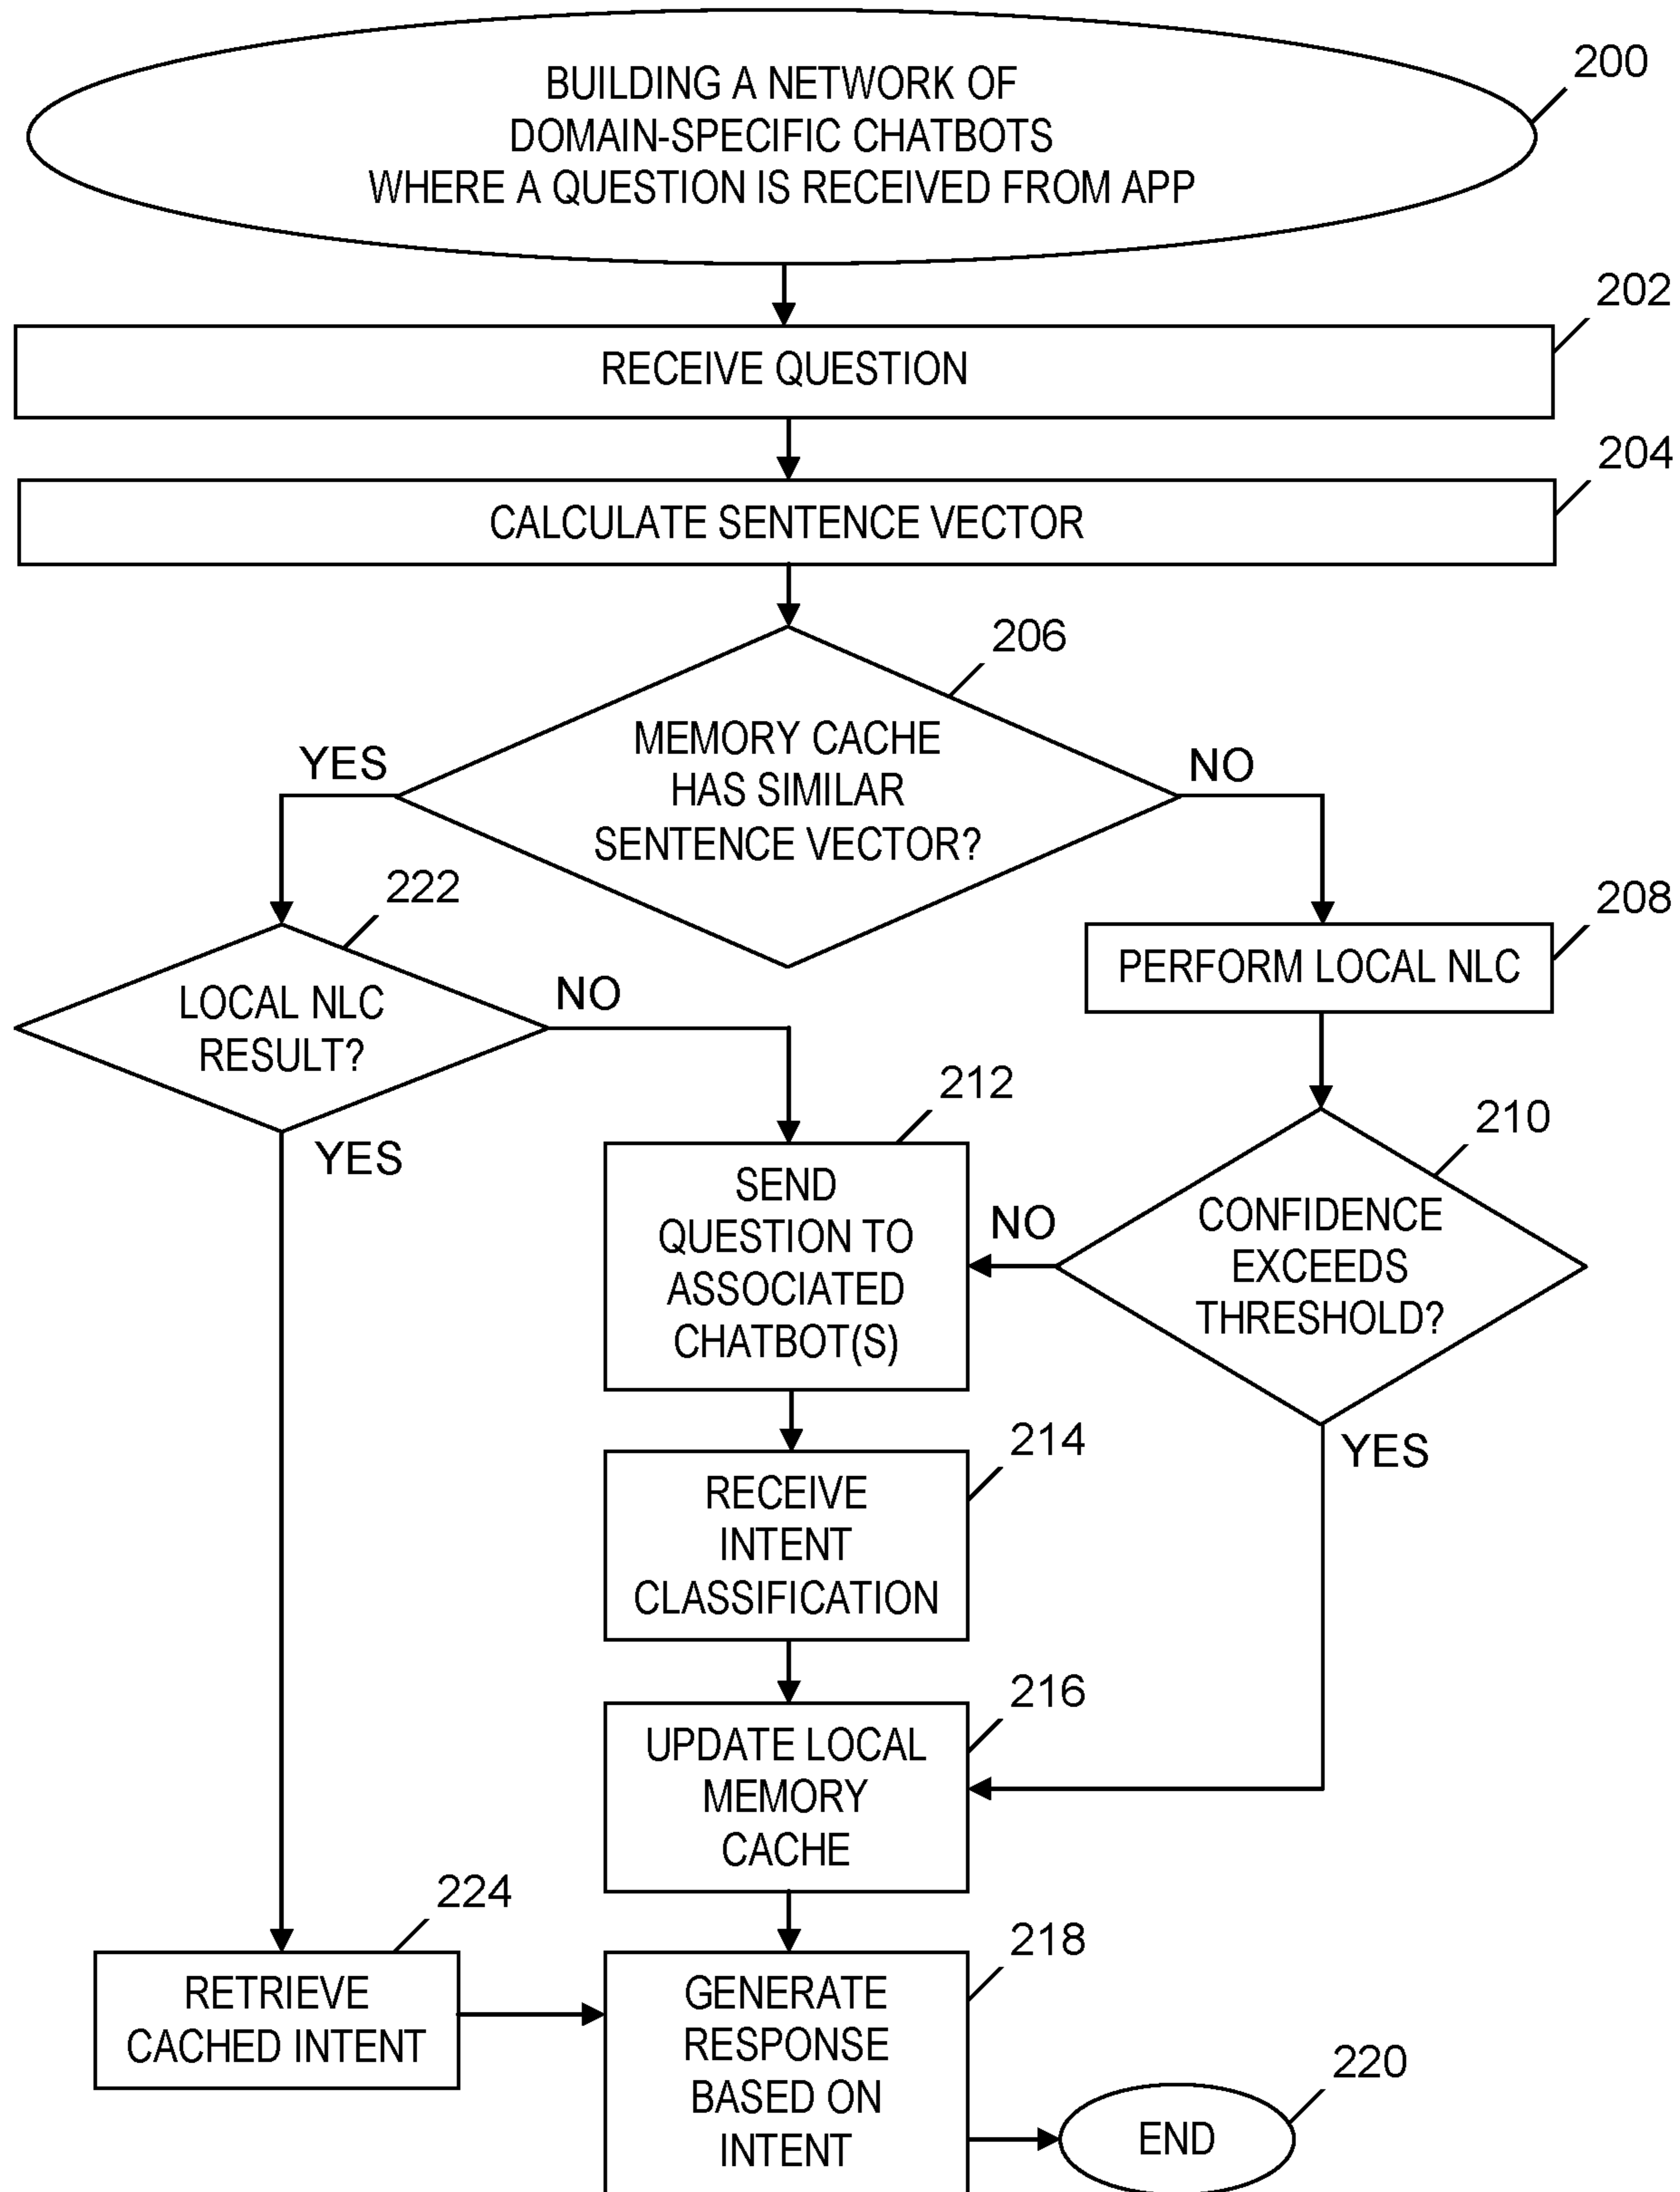 BUILDING A NETWORK OF
DOMAIN-SPECIFIC CHATBOTS
WHERE A QUESTION IS RECEIVED FROM APP
200
202
RECEIVE QUESTION
204
CALCULATE SENTENCE VECTOR
206
MEMORY CACHE
HAS SIMILAR
SENTENCE VECTOR?
YES
NO
222
LOCAL NLC
RESULT?
NO
YES
208
PERFORM LOCAL NLC
210
CONFIDENCE
EXCEEDS
THRESHOLD?
NO
YES
212
SEND
QUESTION TO
ASSOCIATED
CHATBOT(S)
214
RECEIVE
INTENT
CLASSIFICATION
216
UPDATE LOCAL
MEMORY
CACHE
224
RETRIEVE
CACHED INTENT
218
GENERATE
RESPONSE
BASED ON
INTENT
220
END